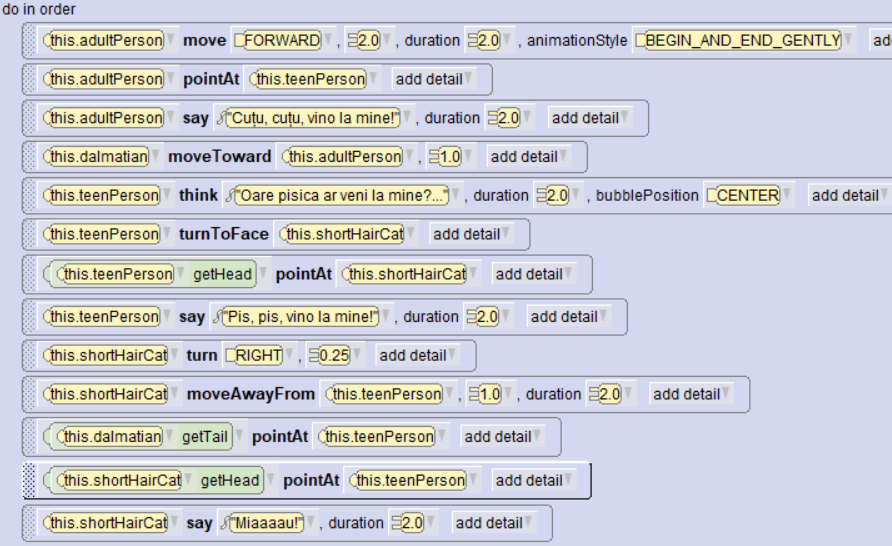 do in order
this.adultPerson move FORWARD , 2.0 , duration 2.0 , animationStyle BEGIN_AND_END_GENTLY
this.adultPerson pointAt this.teenPerson add detail
this.adultPerson say "Cuțu, cuțu, vino la mine!" , duration 2.0 add detail
this.dalmatian moveToward this.adultPerson , 1.0 add detail
this.teenPerson think "Oare pisica ar veni la mine?..." , duration 2.0 , bubblePosition CENTER add detail
this.teenPerson turnToFace this.shortHairCat add detail
this.teenPerson getHead pointAt this.shortHairCat add detail
this.teenPerson say "Pis, pis, vino la mine!" , duration 2.0 add detail
this.shortHairCat turn RIGHT , 0.25 add detail
this.shortHairCat moveAwayFrom this.teenPerson , 1.0 , duration 2.0 add detail
this.dalmatian getTail pointAt this.teenPerson add detail
this.shortHairCat getHead pointAt this.teenPerson add detail
this.shortHairCat say "Miaaaau!" , duration 2.0 add detail